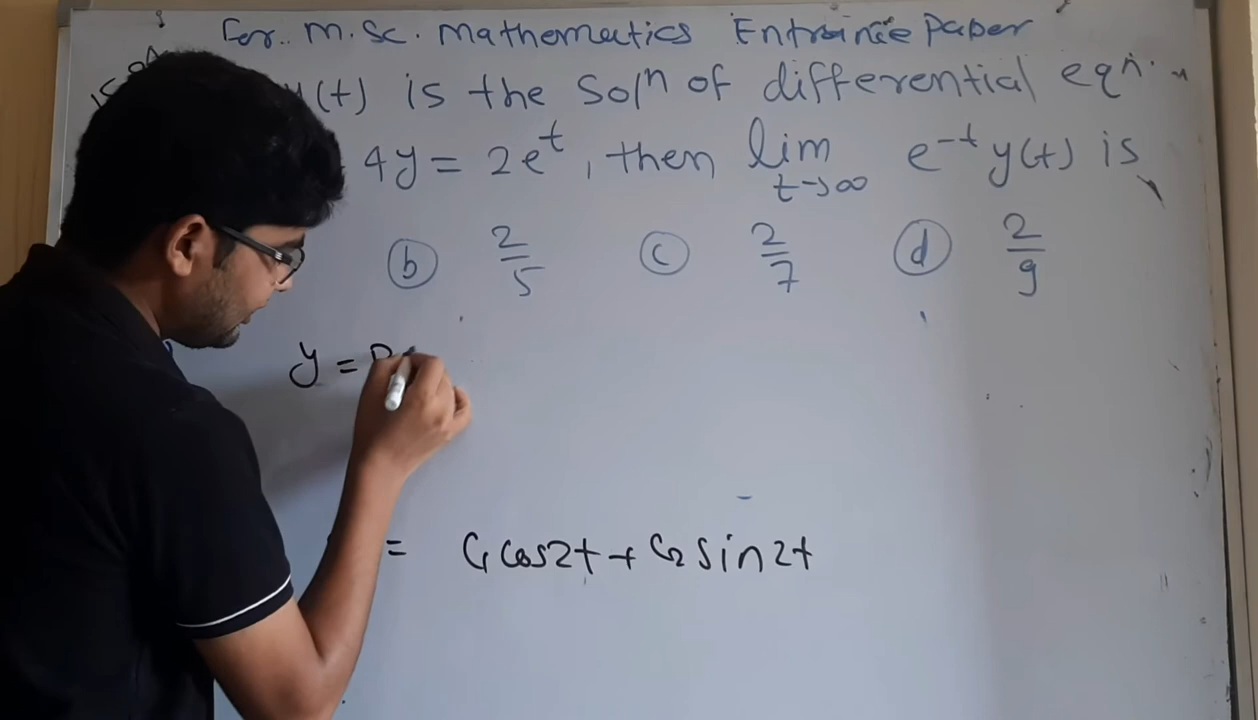 For. M.Sc. Mathematics Entrance Paper
y(t) is the solⁿ of differential eqⁿ.
4y = 2e^t, then lim t→∞ e^-t y(t) is
ⓑ 2/5 ⓒ 2/7 ⓓ 2/9
y =
= C₁ cos2t + C₂ sin2t